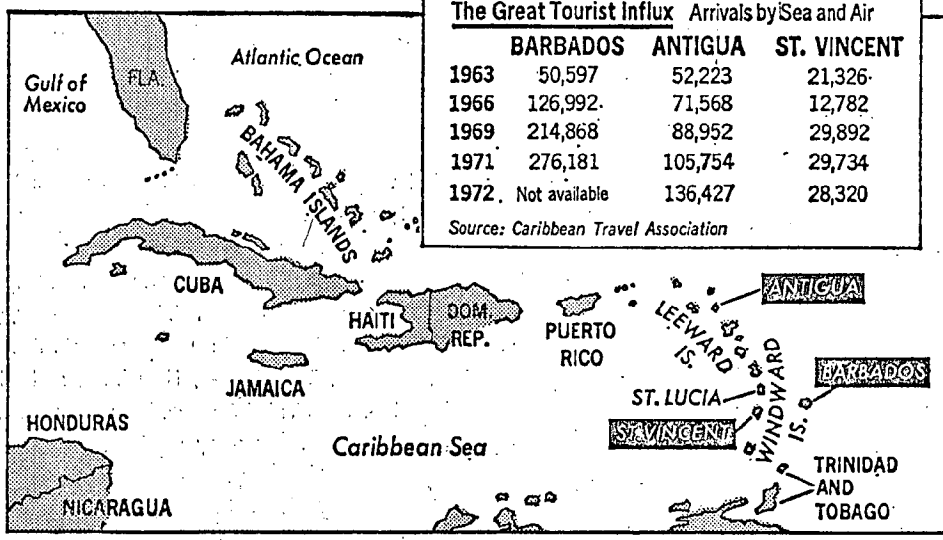 The Great Tourist Influx Arrivals by Sea and Air
BARBADOS ANTIGUA ST. VINCENT
1963 50,597 52,223 21,326
1966 126,992 71,568 12,782
1969 214,868 88,952 29,892
1971 276,181 105,754 29,734
1972 Not available 136,427 28,320
Source: Caribbean Travel Association
Atlantic Ocean
Gulf of
Mexico
FLA.
BAHAMA ISLANDS
CUBA
HAITI
DOM.
REP.
PUERTO
RICO
JAMAICA
LEEWARD
IS.
ANTIGUA
BARBADOS
ST. LUCIA
ST. VINCENT
WINDWARD
IS.
HONDURAS
NICARAGUA
Caribbean Sea
TRINIDAD
AND
TOBAGO